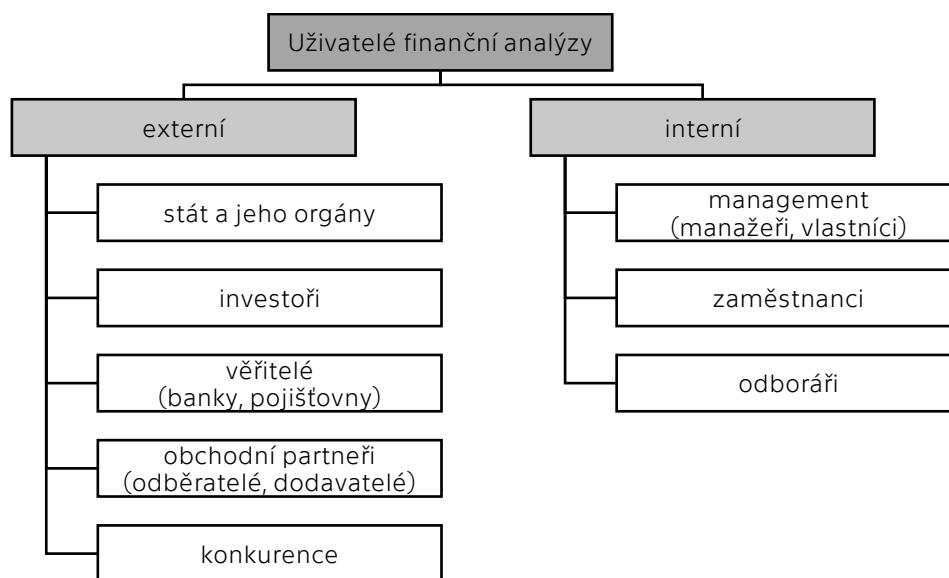 Uživatelé finanční analýzy
externí
stát a jeho orgány
investoři
věřitelé
(banky, pojišťovny)
obchodní partneři
(odběratelé, dodavatelé)
konkurence
interní
management
(manažeři, vlastníci)
zaměstnanci
odboráři